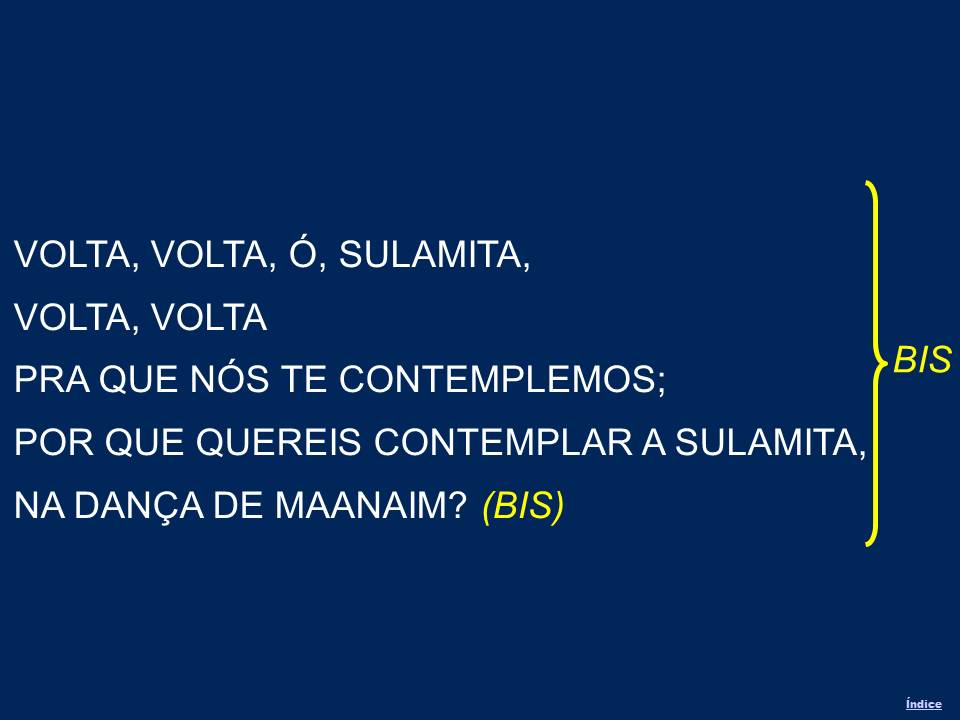 VOLTA, VOLTA, Ó, SULAMITA,
VOLTA, VOLTA
PRA QUE NÓS TE CONTEMPLEMOS;
POR QUE QUEREIS CONTEMPLAR A SULAMITA,
NA DANÇA DE MAANAIM? (BIS)
BIS
Índice